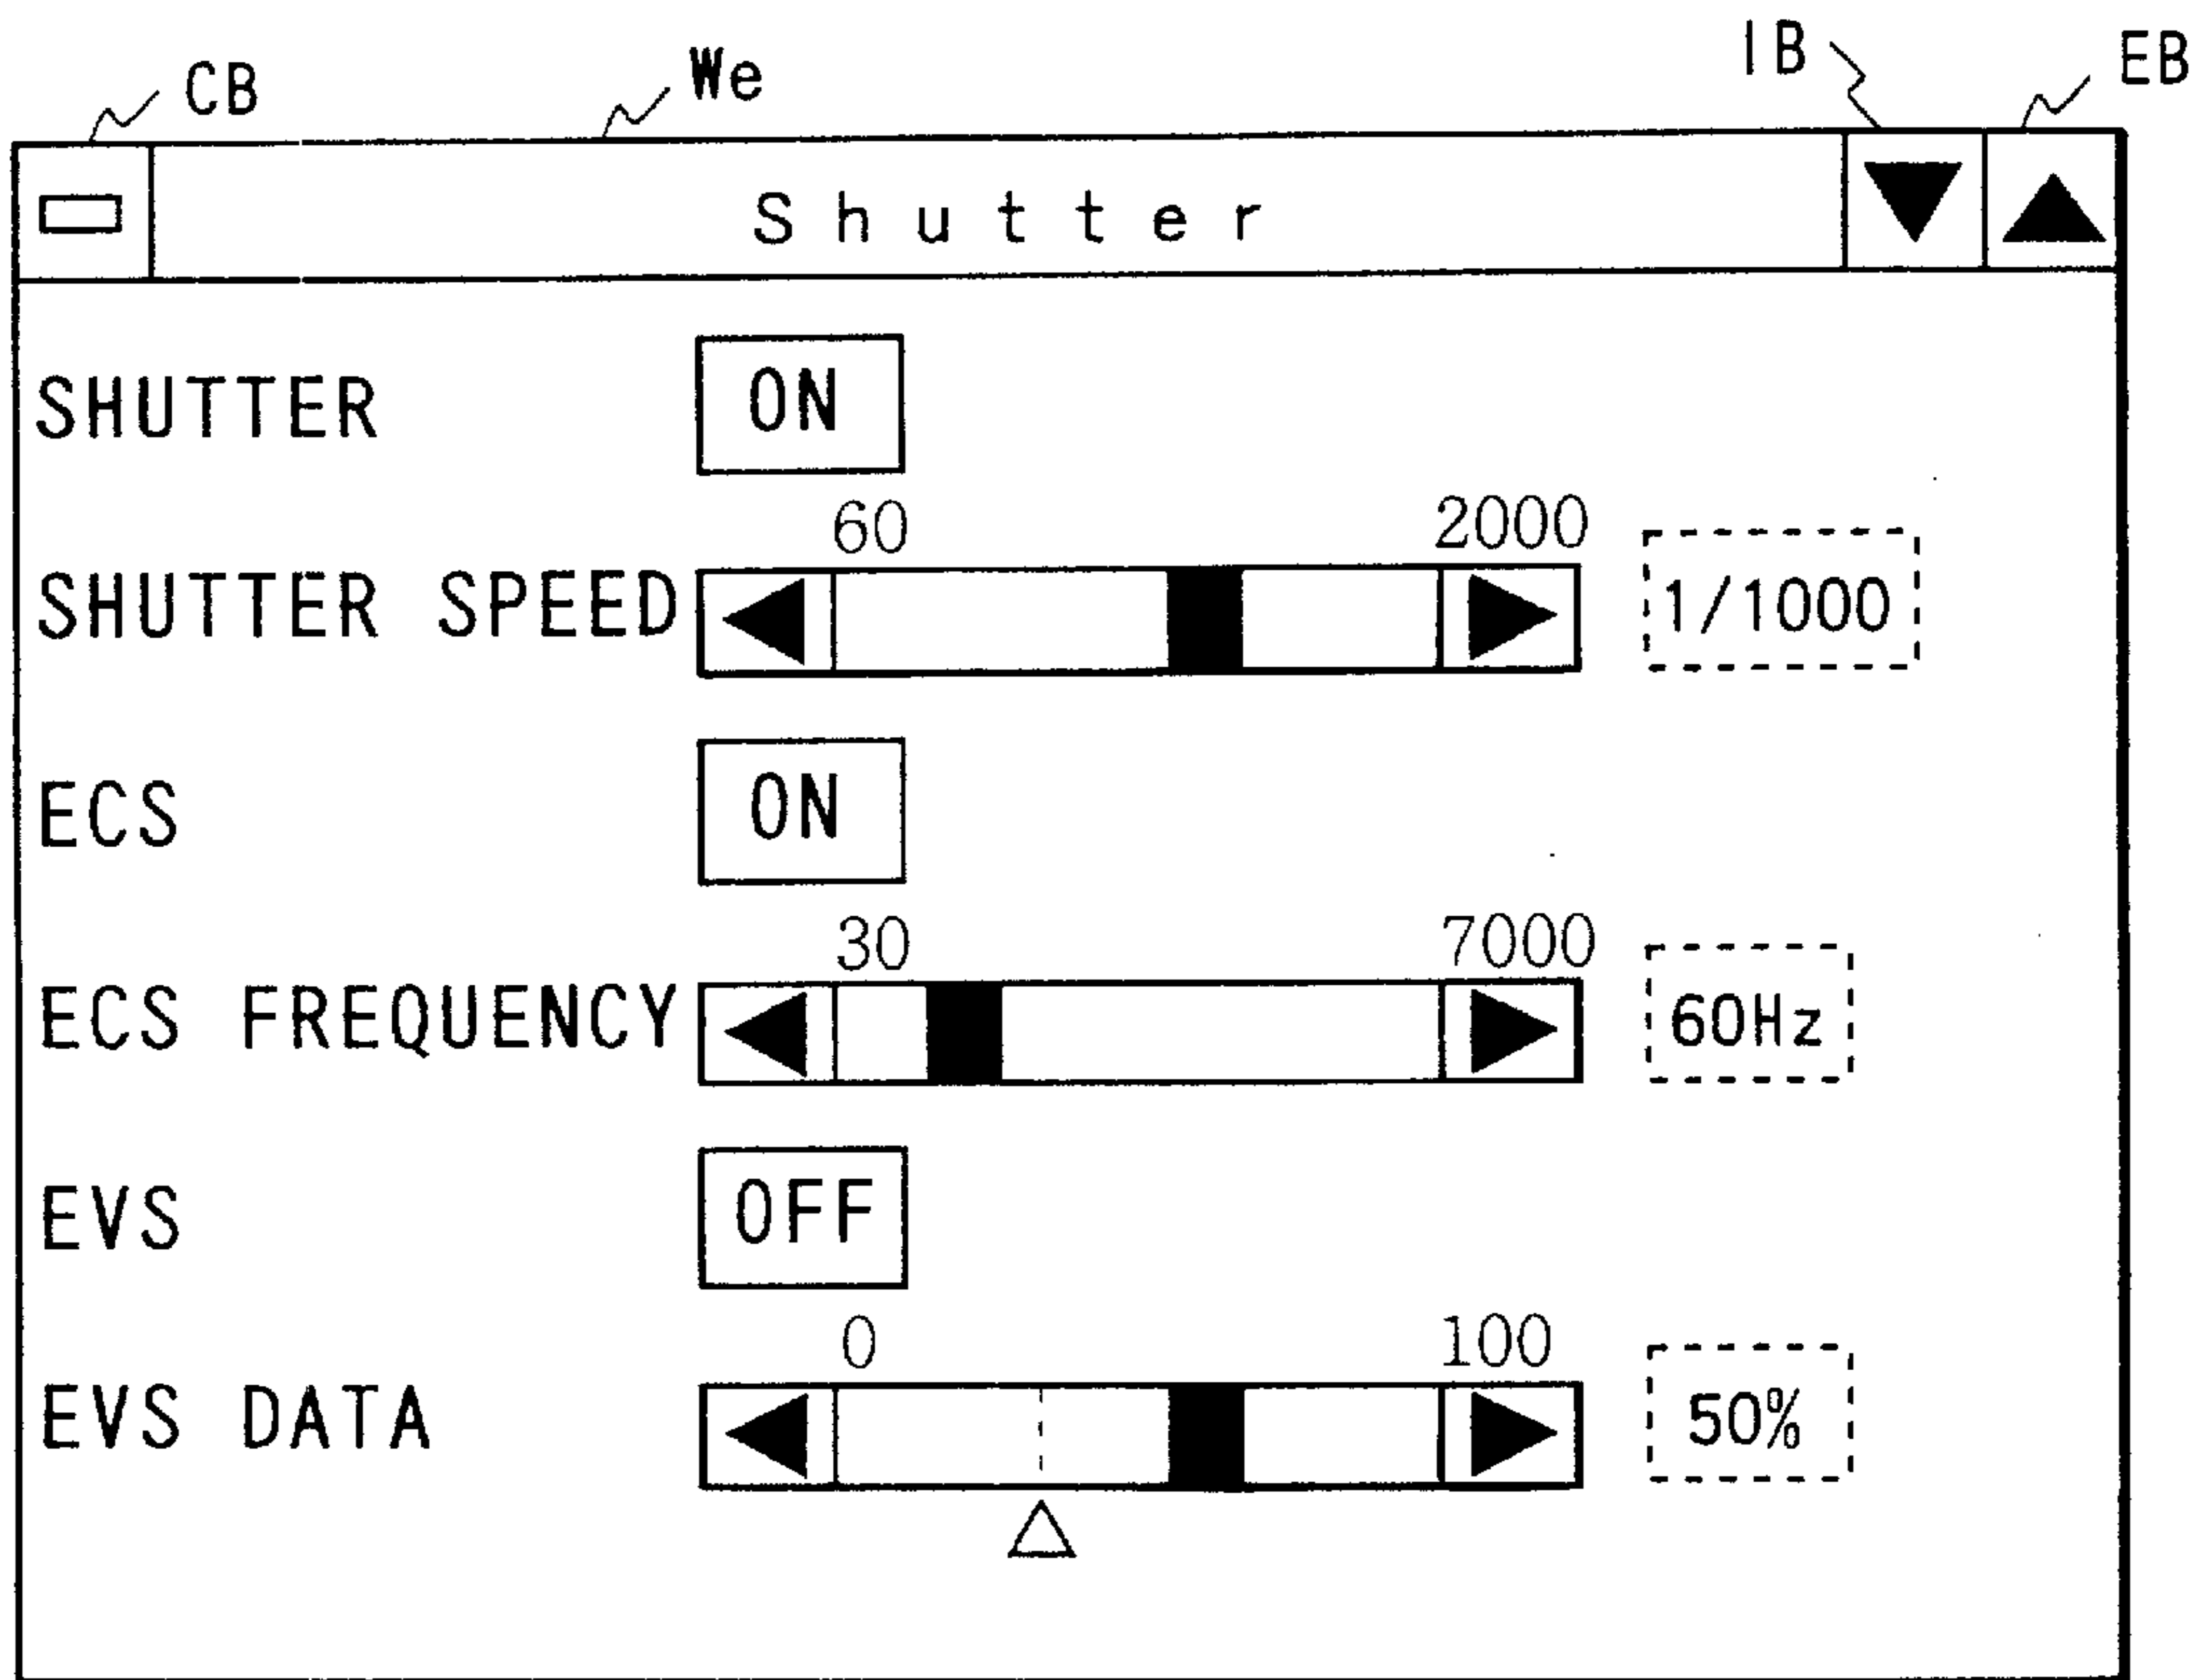 CB We IB EB
Shutter
SHUTTER ON
60 2000
SHUTTER SPEED 1/1000
ECS ON
30 7000
ECS FREQUENCY 60Hz
EVS OFF
0 100
EVS DATA 50%